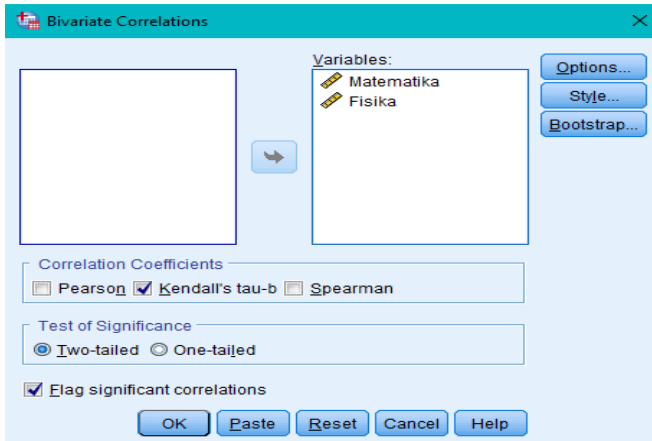 Bivariate Correlations
Variables:
Matematika
Fisika
Options...
Style...
Bootstrap...
Correlation Coefficients
Pearson Kendall's tau-b Spearman
Test of Significance
Two-tailed One-tailed
Flag significant correlations
OK Paste Reset Cancel Help